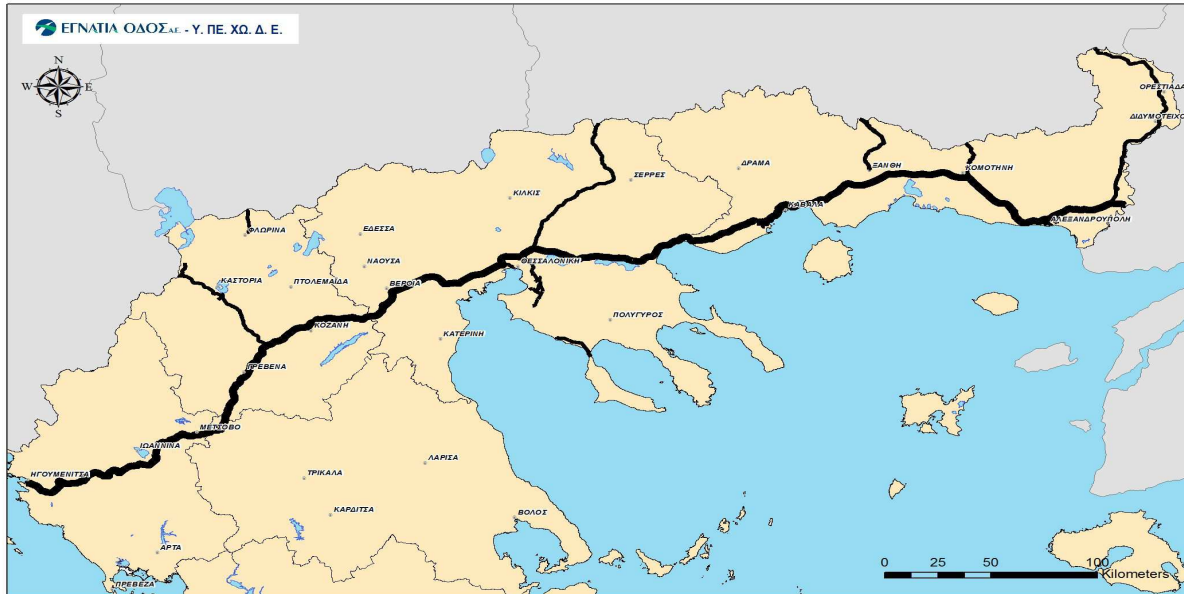 ΕΓΝΑΤΙΑ ΟΔΟΣ Α.Ε. - Υ. ΠΕ. ΧΩ. Δ. Ε.
N
W E
S
ΟΡΕΣΤΙΑΔΑ
ΔΙΔΥΜΟΤΕΙΧΟ
ΞΑΝΘΗ
ΔΡΑΜΑ
ΚΟΜΟΤΗΝΗ
ΣΕΡΡΕΣ
ΚΙΛΚΙΣ
ΚΑΒΑΛΑ
ΑΛΕΞΑΝΔΡΟΥΠΟΛΗ
ΦΛΩΡΙΝΑ
ΕΔΕΣΣΑ
ΘΕΣΣΑΛΟΝΙΚΗ
ΝΑΟΥΣΑ
ΚΑΣΤΟΡΙΑ
ΠΤΟΛΕΜΑΪΔΑ
ΒΕΡΟΙΑ
ΠΟΛΥΓΥΡΟΣ
ΚΟΖΑΝΗ
ΚΑΤΕΡΙΝΗ
ΓΡΕΒΕΝΑ
ΜΕΤΣΟΒΟ
ΙΩΑΝΝΙΝΑ
ΗΓΟΥΜΕΝΙΤΣΑ
ΛΑΡΙΣΑ
ΤΡΙΚΑΛΑ
ΚΑΡΔΙΤΣΑ
ΒΟΛΟΣ
ΑΡΤΑ
ΠΡΕΒΕΖΑ
0 25 50 100
Kilometers